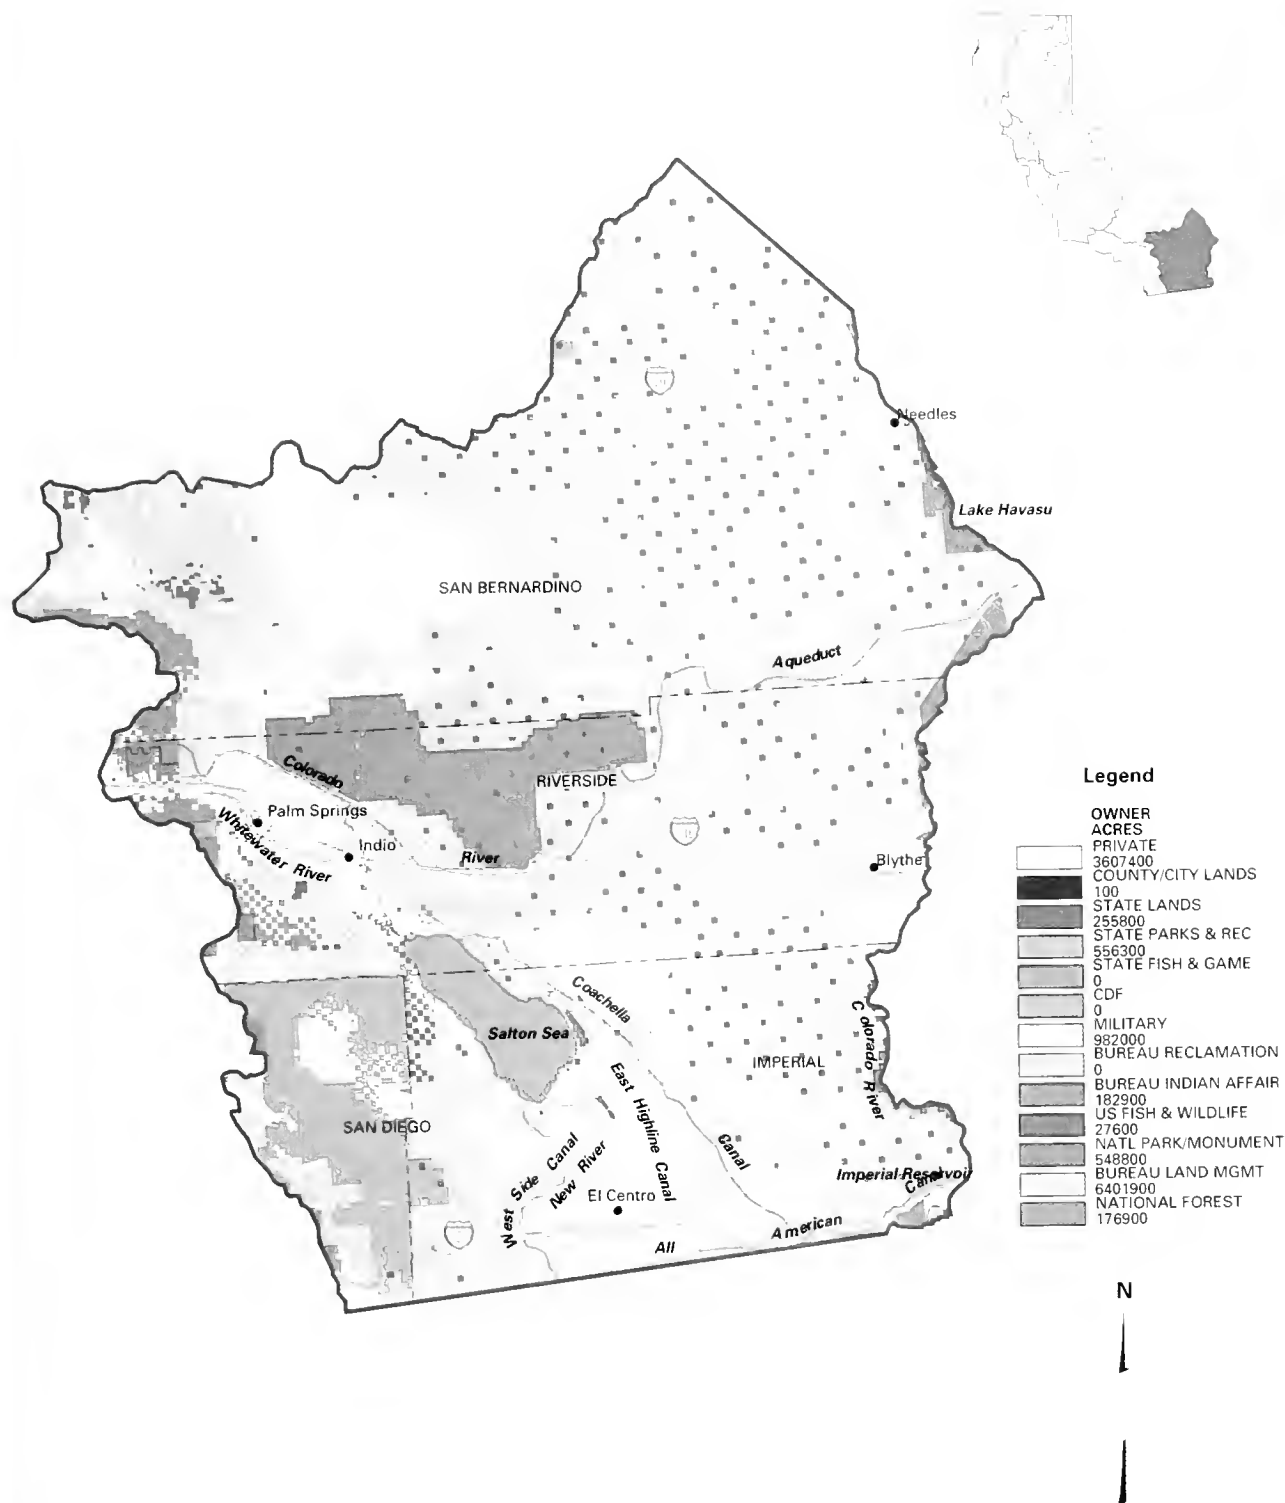 Needles
Lake Havasu
SAN BERNARDINO
Aqueduct
Colorado
RIVERSIDE
Palm Springs
Whitewater River
Indio
River
Blythe
Coachella
Salton Sea
IMPERIAL
Colorado River
East Highline Canal
SAN DIEGO
Canal
West Side Canal
New River
Imperial Reservoir
Canal
El Centro
All
American
Legend
OWNER
ACRES
PRIVATE
3607400
COUNTY/CITY LANDS
100
STATE LANDS
255800
STATE PARKS & REC
556300
STATE FISH & GAME
0
CDF
0
MILITARY
982000
BUREAU RECLAMATION
0
BUREAU INDIAN AFFAIR
182900
US FISH & WILDLIFE
27600
NATL PARK/MONUMENT
548800
BUREAU LAND MGMT
6401900
NATIONAL FOREST
176900
N